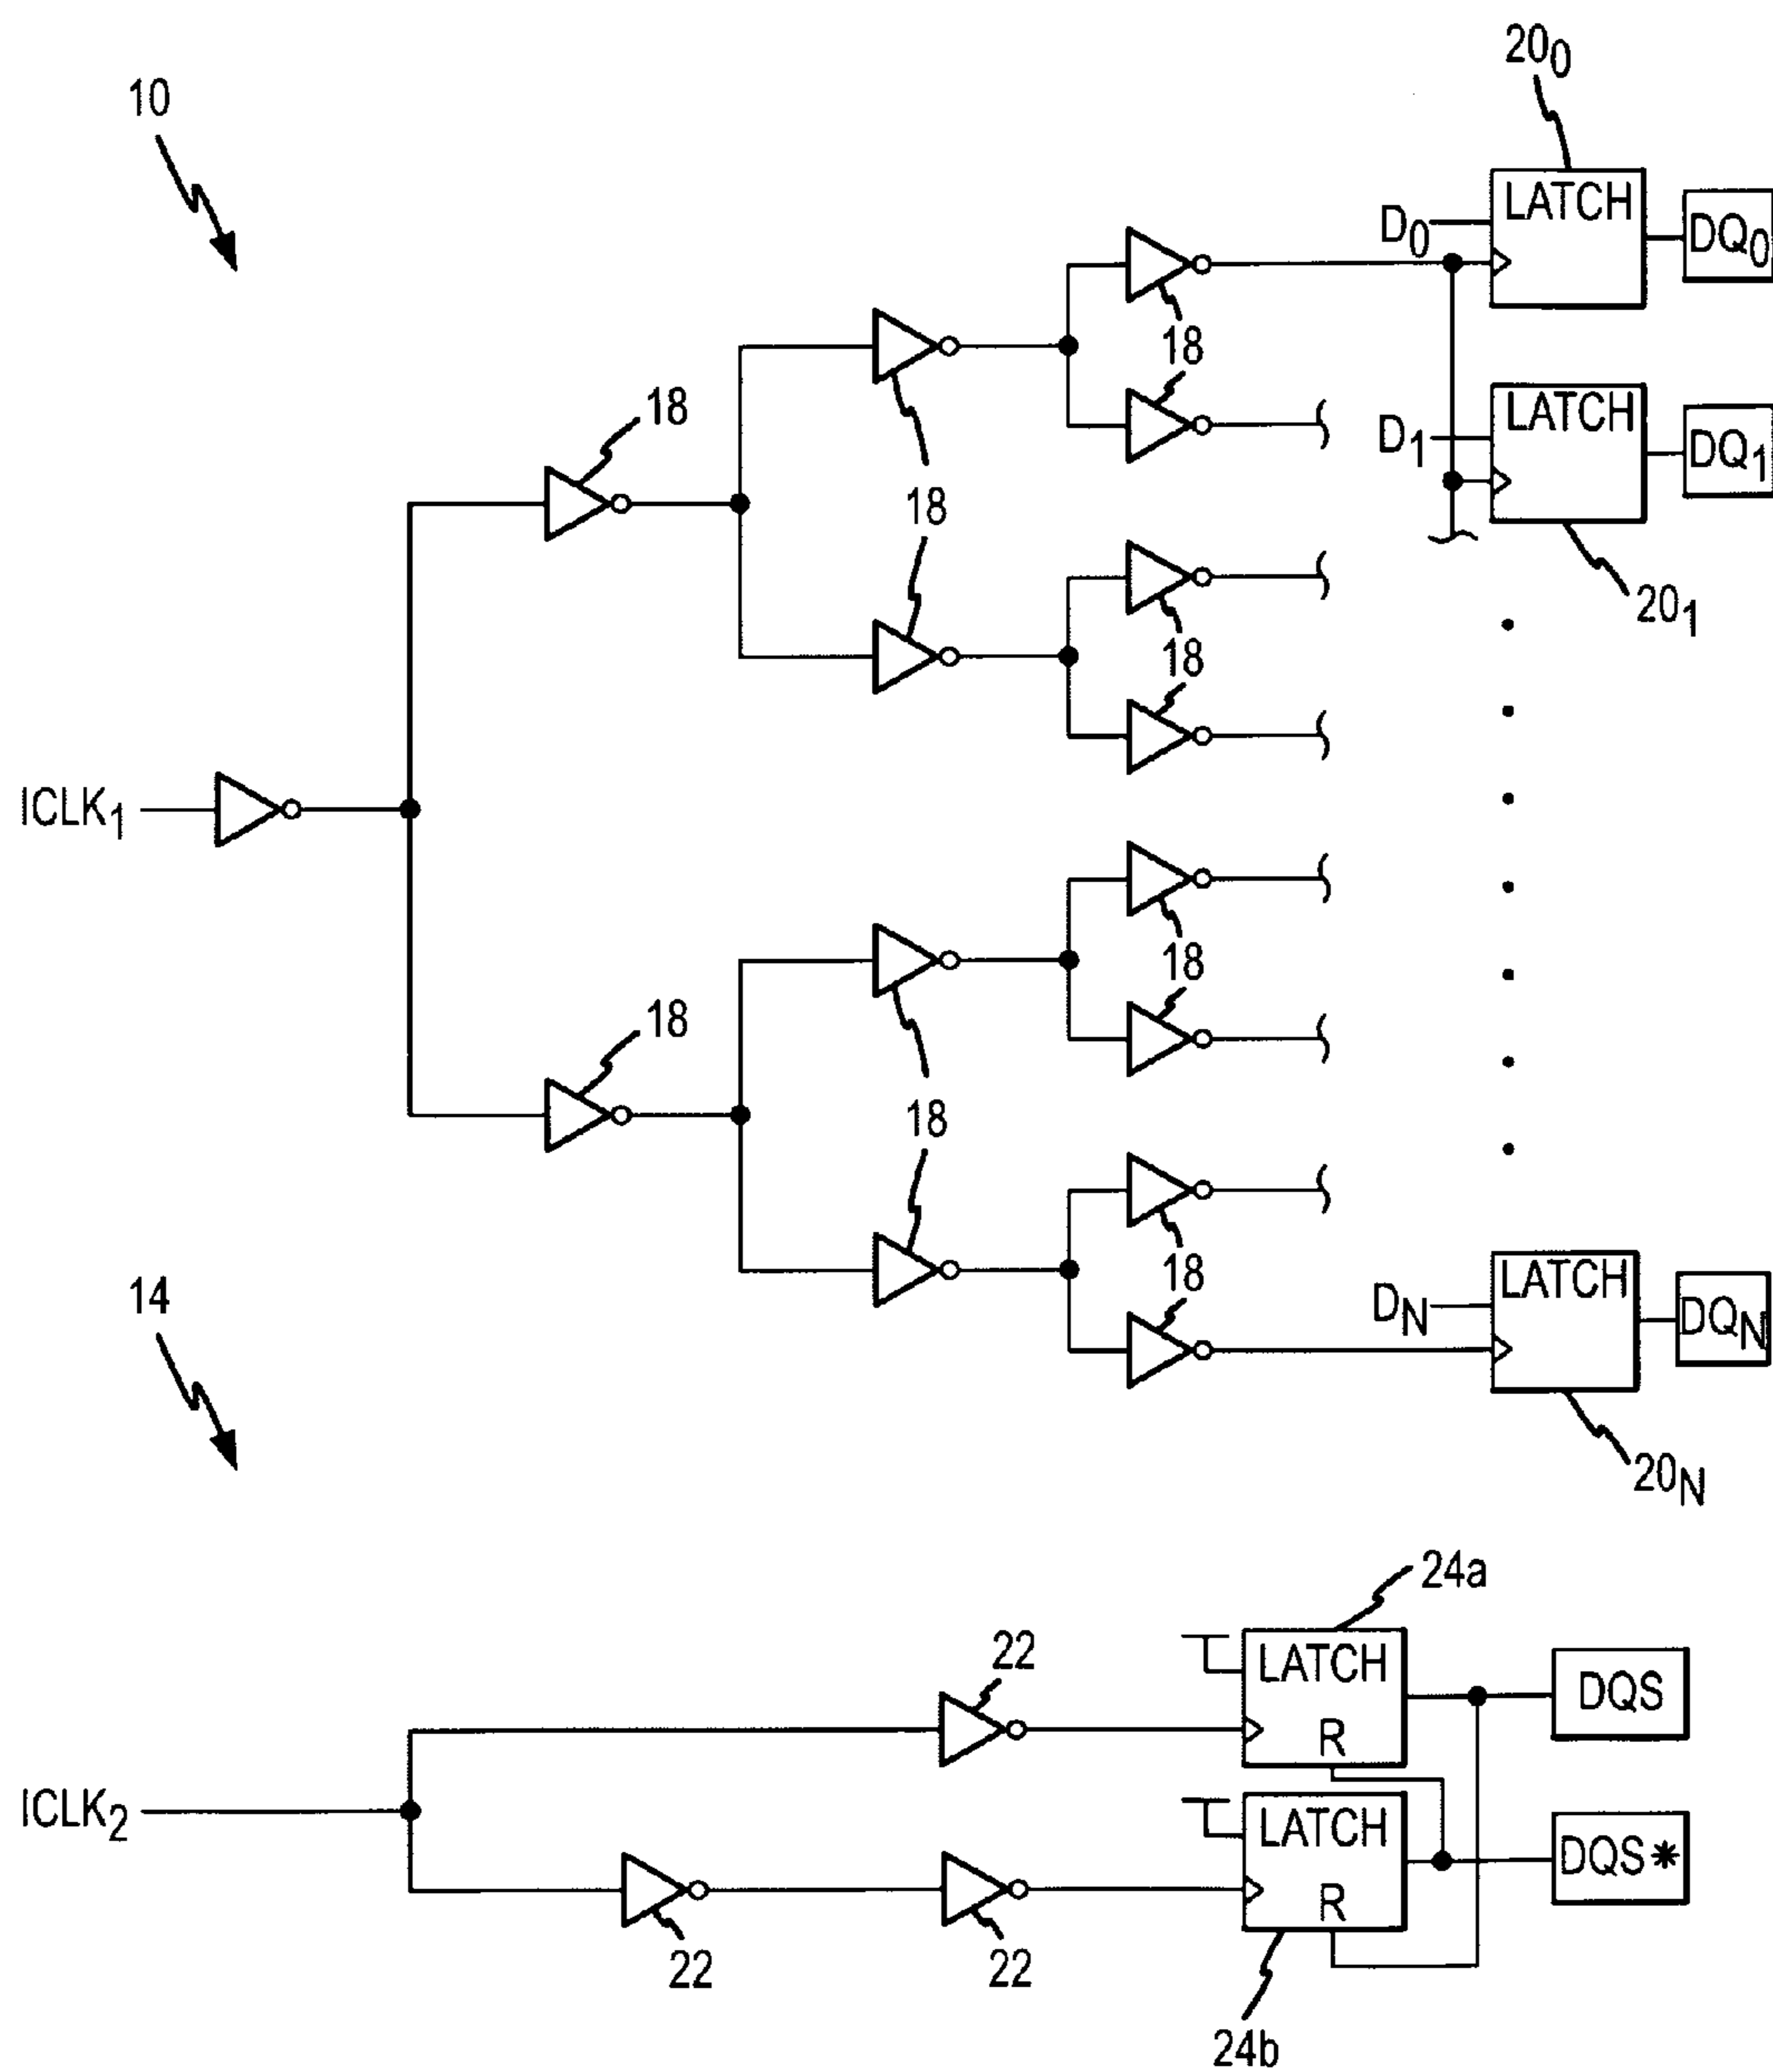 20₀
10
LATCH
D₀
DQ₀
18
18
LATCH
D₁
DQ₁
18
18
20₁
ICLK₁
18
18
18
14
18
LATCH
D_N
DQ_N
20_N
24a
22
LATCH
DQS
R
ICLK₂
LATCH
DQS*
R
22
22
24b